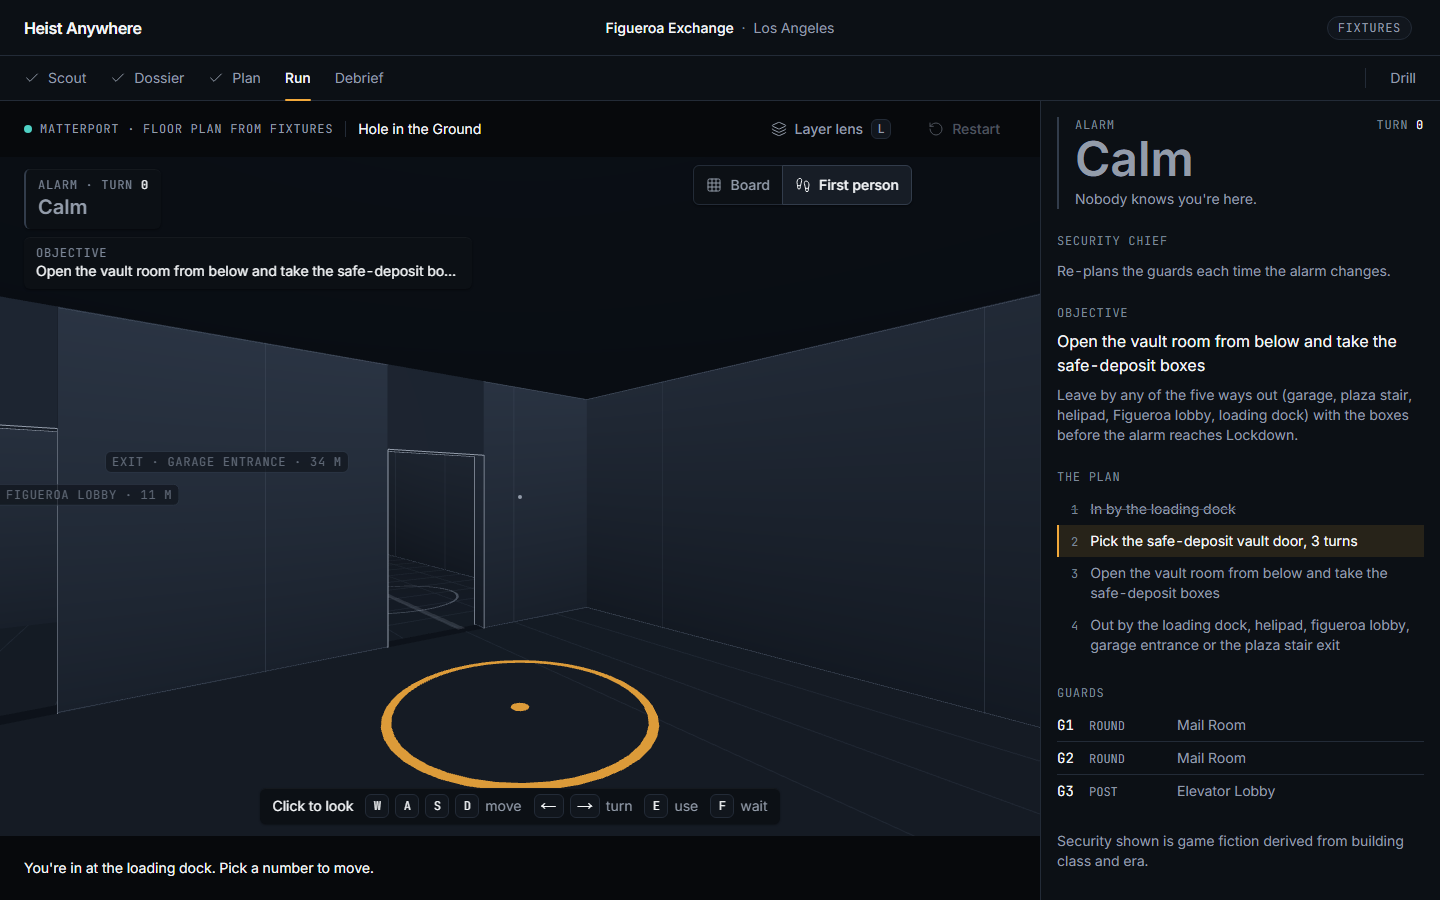 Heist Anywhere
Figueroa Exchange · Los Angeles
FIXTURES
Scout
Dossier
Plan
Run
Debrief
Drill
MATTERPORT · FLOOR PLAN FROM FIXTURES
Hole in the Ground
Layer lens L
Restart
ALARM · TURN 0
Calm
Board
First person
OBJECTIVE
Open the vault room from below and take the safe-deposit bo...
EXIT · GARAGE ENTRANCE · 34 M
FIGUEROA LOBBY · 11 M
Click to look W A S D move ← → turn E use F wait
You're in at the loading dock. Pick a number to move.
ALARM
TURN 0
Calm
Nobody knows you're here.
SECURITY CHIEF
Re-plans the guards each time the alarm changes.
OBJECTIVE
Open the vault room from below and take the
safe-deposit boxes
Leave by any of the five ways out (garage, plaza stair,
helipad, Figueroa lobby, loading dock) with the boxes
before the alarm reaches Lockdown.
THE PLAN
1 In by the loading dock
2 Pick the safe-deposit vault door, 3 turns
3 Open the vault room from below and take the
safe-deposit boxes
4 Out by the loading dock, helipad, figueroa lobby,
garage entrance or the plaza stair exit
GUARDS
G1 ROUND Mail Room
G2 ROUND Mail Room
G3 POST Elevator Lobby
Security shown is game fiction derived from building
class and era.